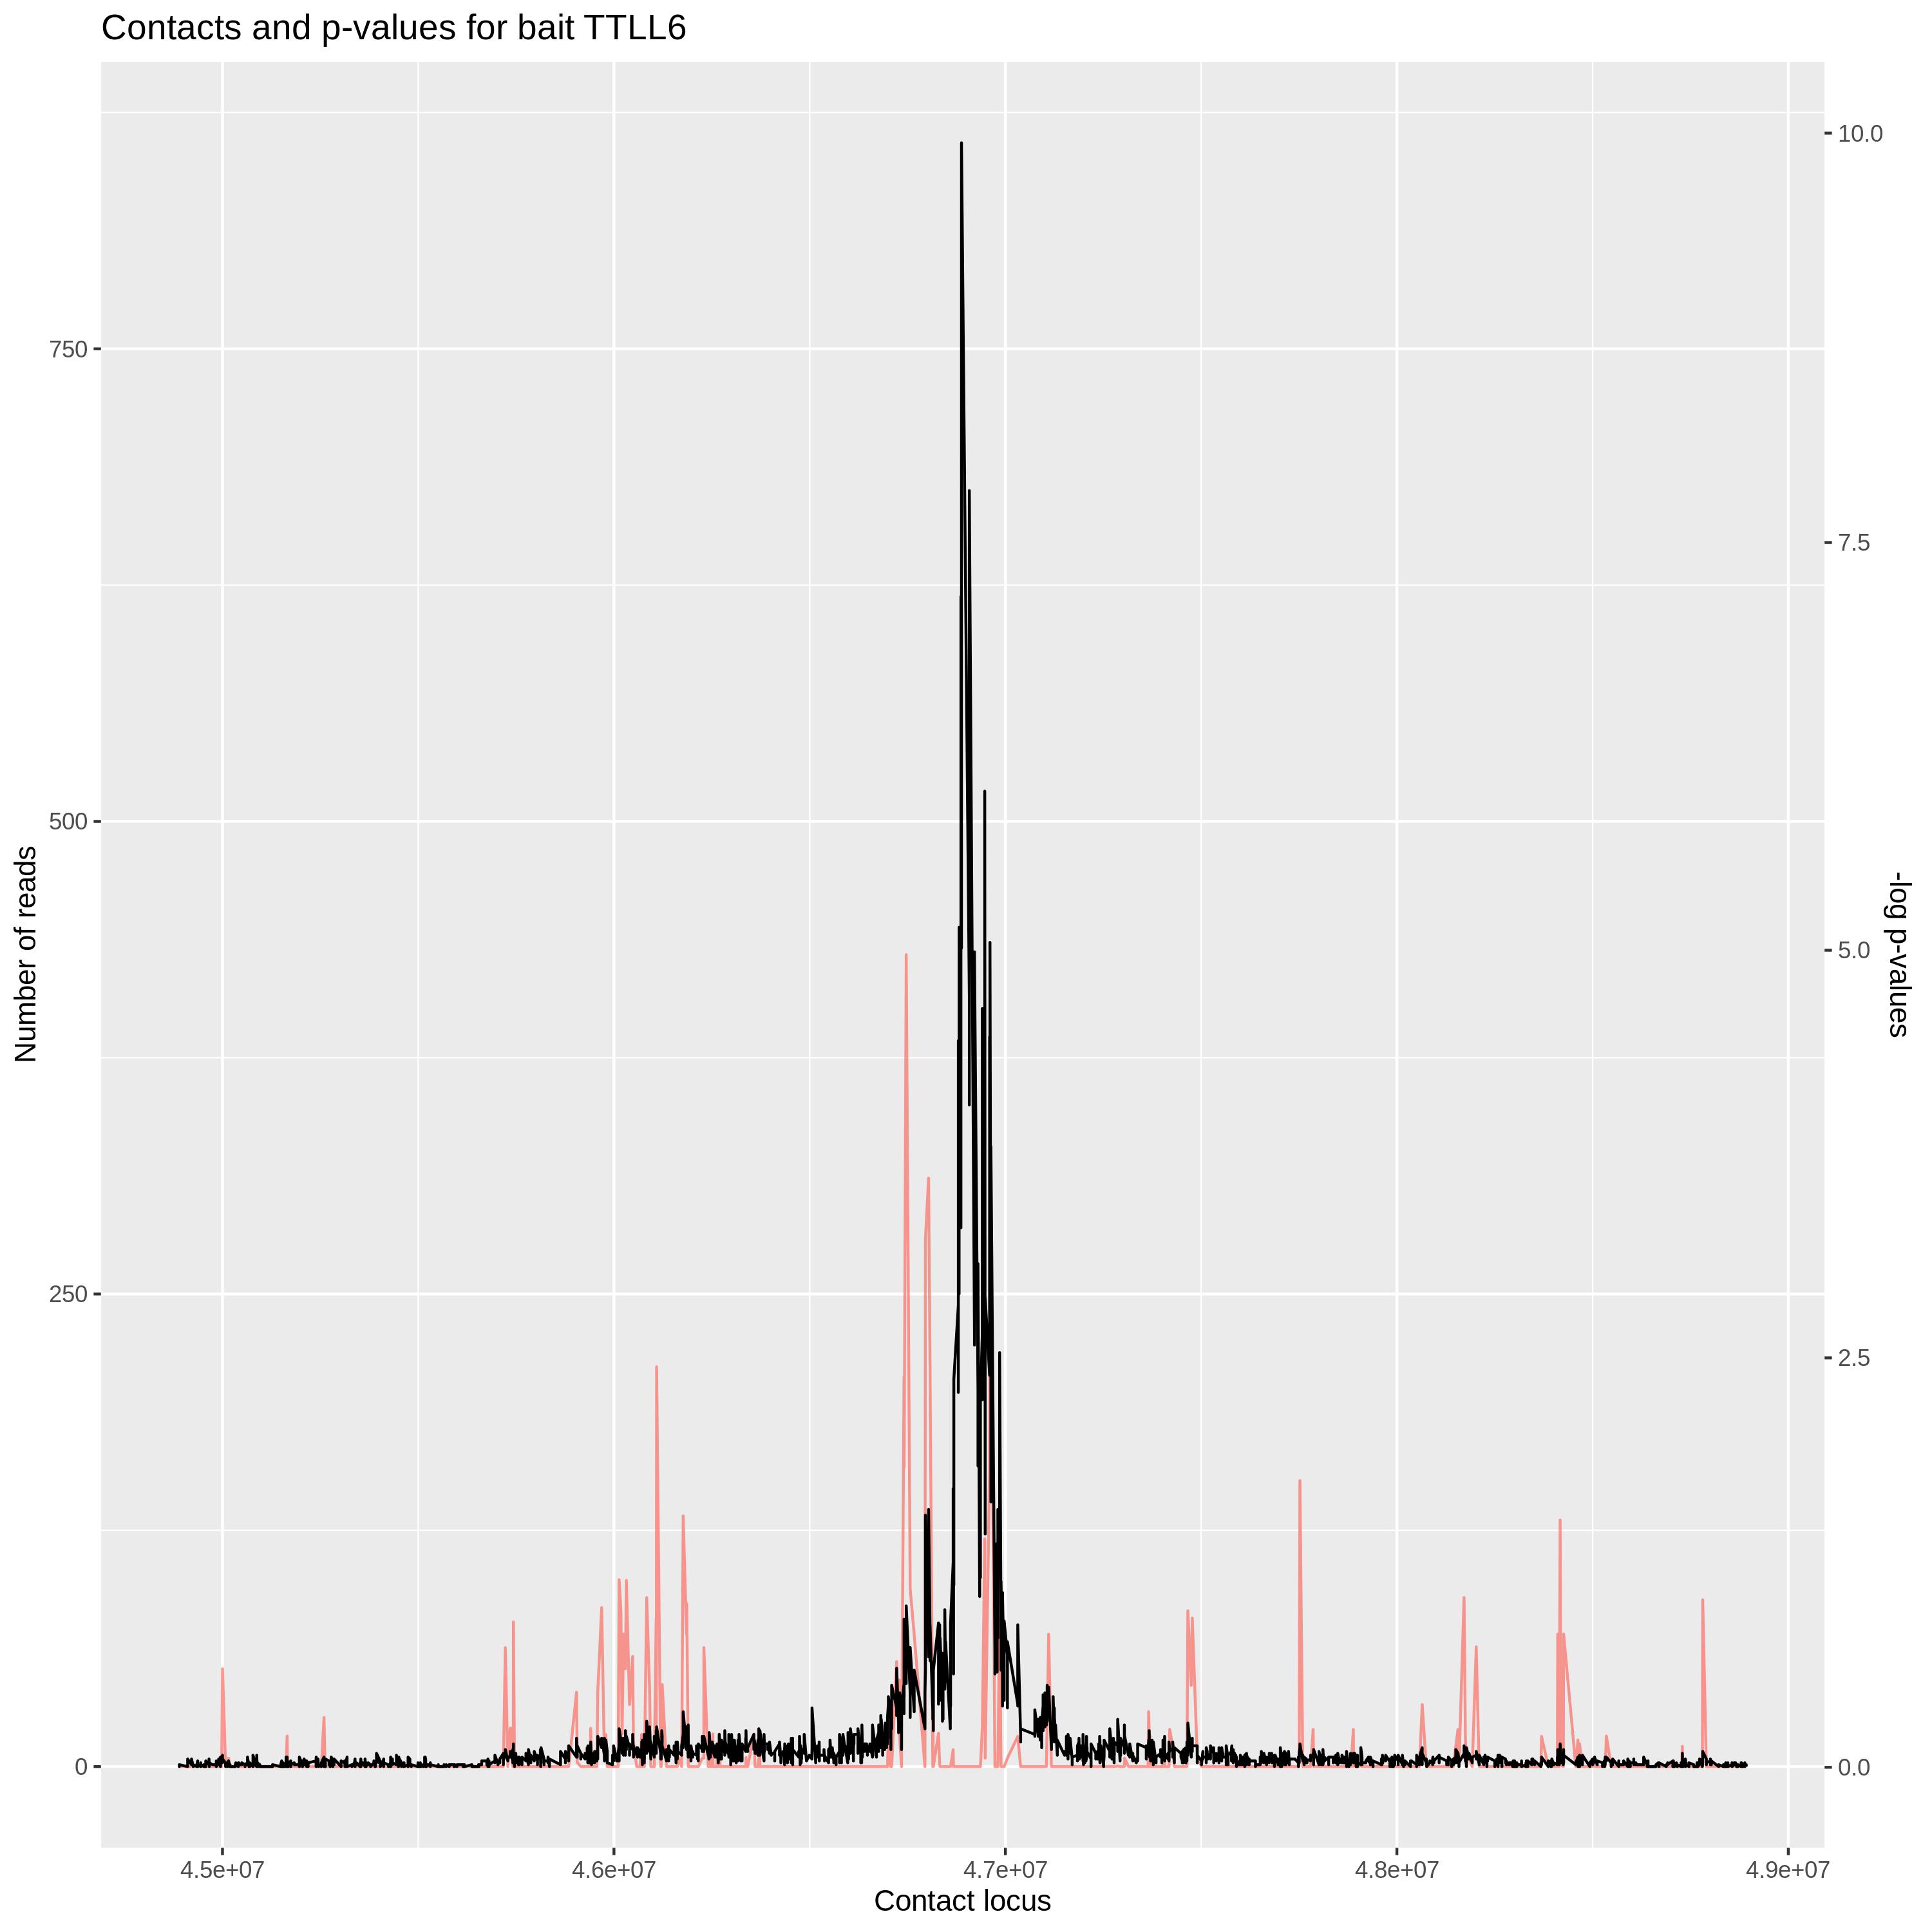 Contacts and p-values for bait TTLL6
Number of reads
750
500
250
0
10.0
7.5
5.0
2.5
0.0
-log p-values
4.5e+07
4.6e+07
4.7e+07
4.8e+07
4.9e+07
Contact locus